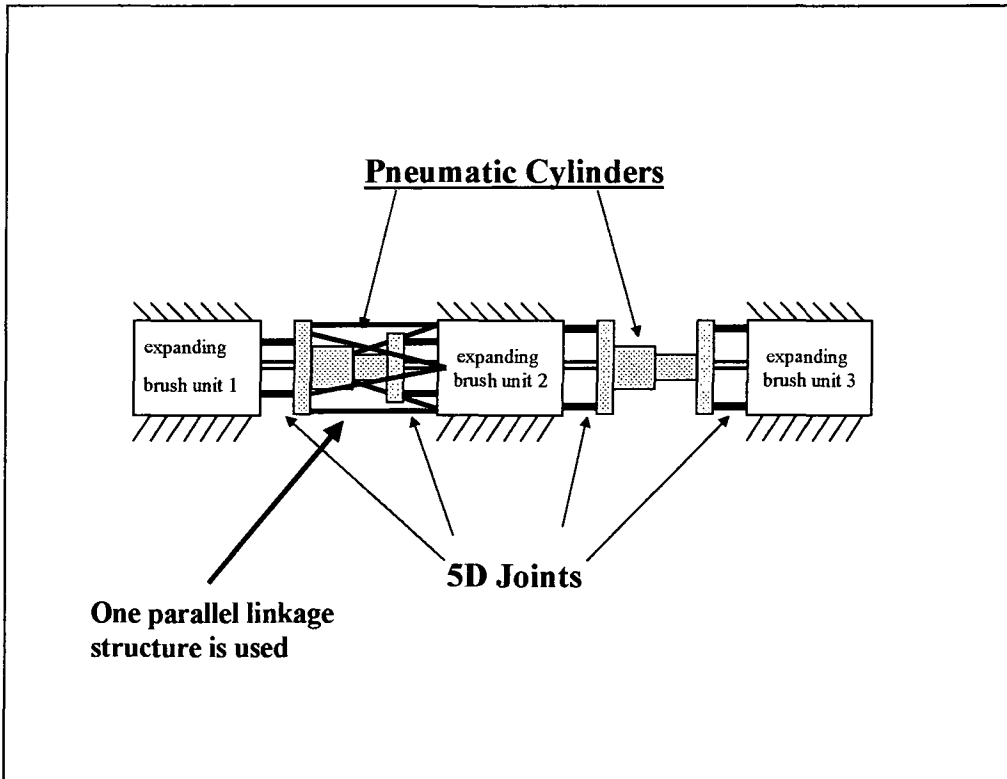 Pneumatic Cylinders
expanding
brush unit 1
expanding
brush unit 2
expanding
brush unit 3
5D Joints
One parallel linkage
structure is used